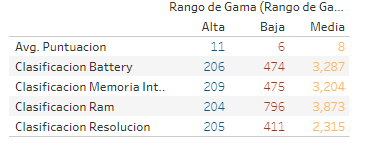 Rango de Gama (Rango de Ga...
Alta Baja Media
Avg. Puntuacion 11 6 8
Clasificacion Battery 206 474 3,287
Clasificacion Memoria Int.. 209 475 3,204
Clasificacion Ram 204 796 3,873
Clasificacion Resolucion 205 411 2,315